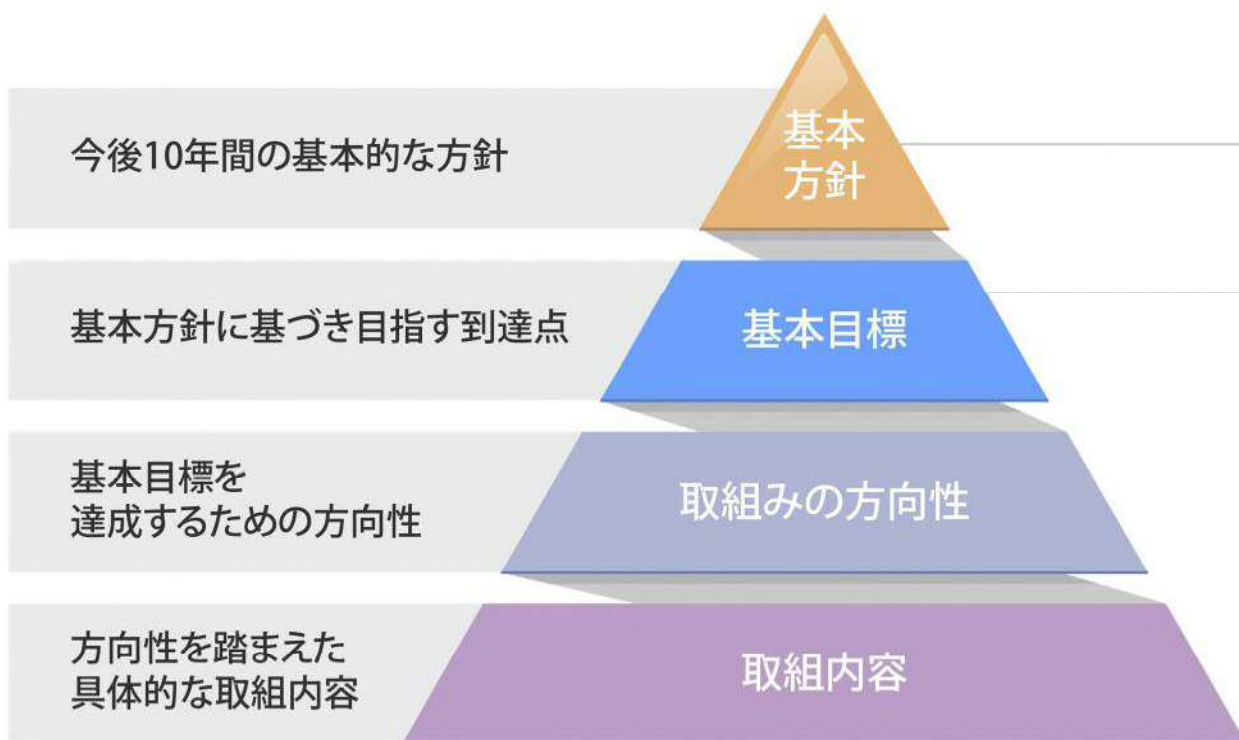 今後10年間の基本的な方針
基本
方針
基本方針に基づき目指す到達点
基本目標
基本目標を
達成するための方向性
取組みの方向性
方向性を踏まえた
具体的な取組内容
取組内容